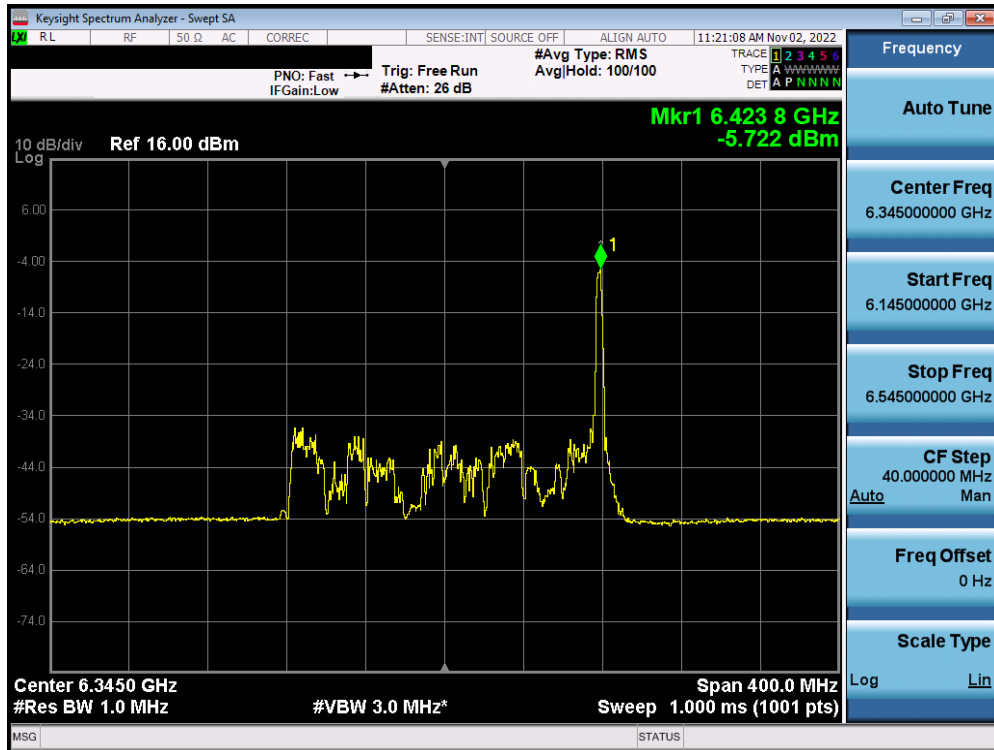 Keysight Spectrum Analyzer - Swept SA
LXI RL RF 50 Ω AC CORREC SENSE:INT SOURCE OFF ALIGN AUTO 11:21:08 AM Nov 02, 2022
PNO: Fast
IFGain:Low
Trig: Free Run
#Atten: 26 dB
#Avg Type: RMS
Avg|Hold: 100/100
TRACE 1 2 3 4 5 6
TYPE A WWWWW
DET A P N N N N
Mkr1 6.423 8 GHz
-5.722 dBm
10 dB/div Ref 16.00 dBm
Log
1
6.00
-4.00
-14.0
-24.0
-34.0
-44.0
-54.0
-64.0
-74.0
Center 6.3450 GHz Span 400.0 MHz
#Res BW 1.0 MHz #VBW 3.0 MHz* Sweep 1.000 ms (1001 pts)
MSG STATUS
Frequency
Auto Tune
Center Freq
6.345000000 GHz
Start Freq
6.145000000 GHz
Stop Freq
6.545000000 GHz
CF Step
40.000000 MHz
Auto Man
Freq Offset
0 Hz
Scale Type
Log Lin